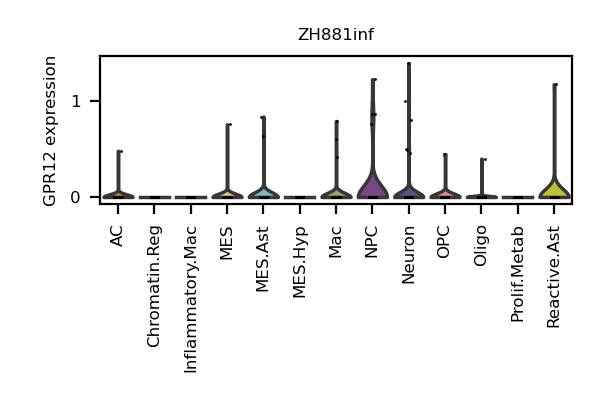 ZH881inf
GPR12 expression
1
0
AC
Chromatin.Reg
Inflammatory.Mac
MES
MES.Ast
MES.Hyp
Mac
NPC
Neuron
OPC
Oligo
Prolif.Metab
Reactive.Ast